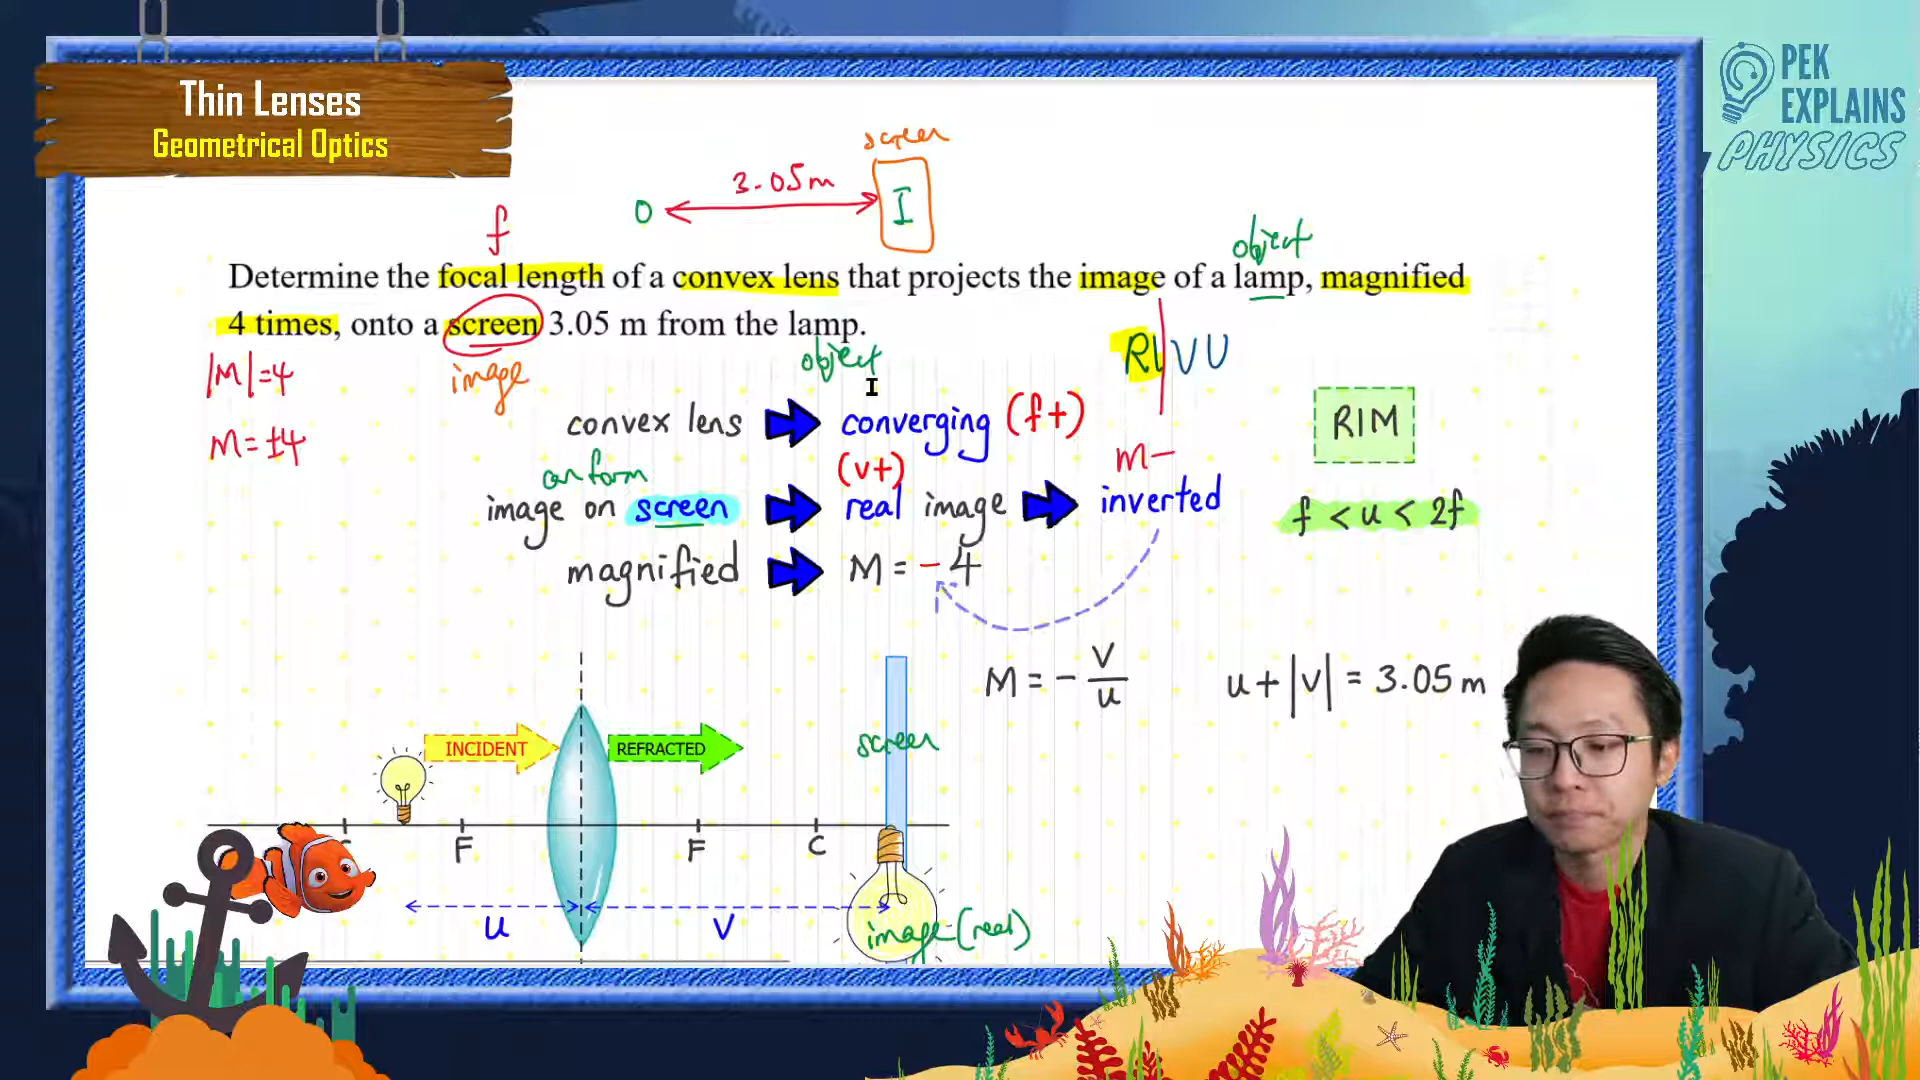 Thin Lenses
Geometrical Optics
PEK
EXPLAINS
PHYSICS
screen
3.05m
O
I
f
object
Determine the focal length of a convex lens that projects the image of a lamp, magnified
4 times, onto a screen 3.05 m from the lamp.
|M|=4
image
object
RIVU
M=±4
convex lens
converging (f+)
RIM
m-
can form
(v+)
image on screen
real image
inverted
f < u < 2f
magnified
M = -4
M = - v/u
u + |v| = 3.05 m
INCIDENT
REFRACTED
screen
F
F
C
u
v
image (real)